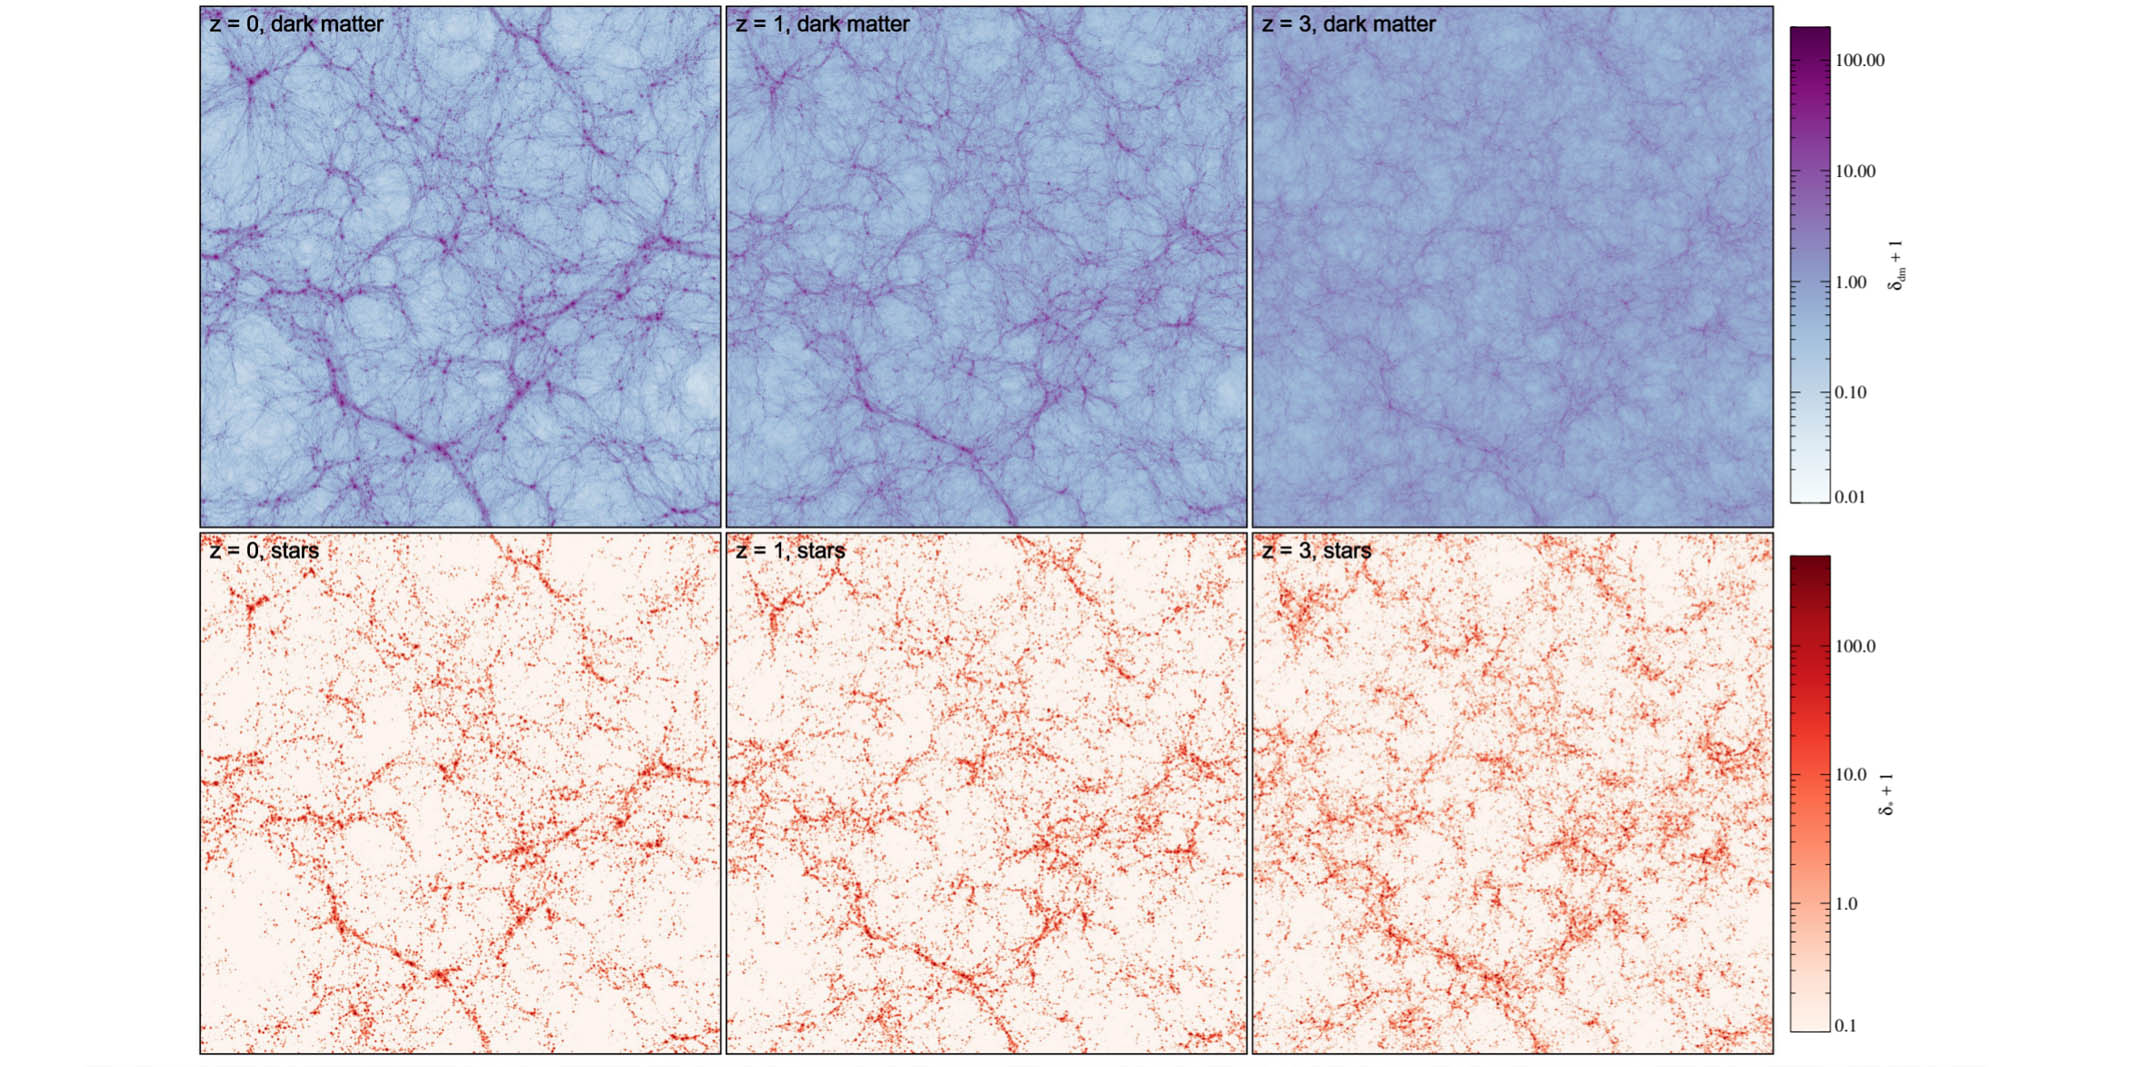 z = 0, dark matter
z = 1, dark matter
z = 3, dark matter
100.00
10.00
1.00
0.10
0.01
δdm + 1
z = 0, stars
z = 1, stars
z = 3, stars
100.0
10.0
1.0
0.1
δ* + 1